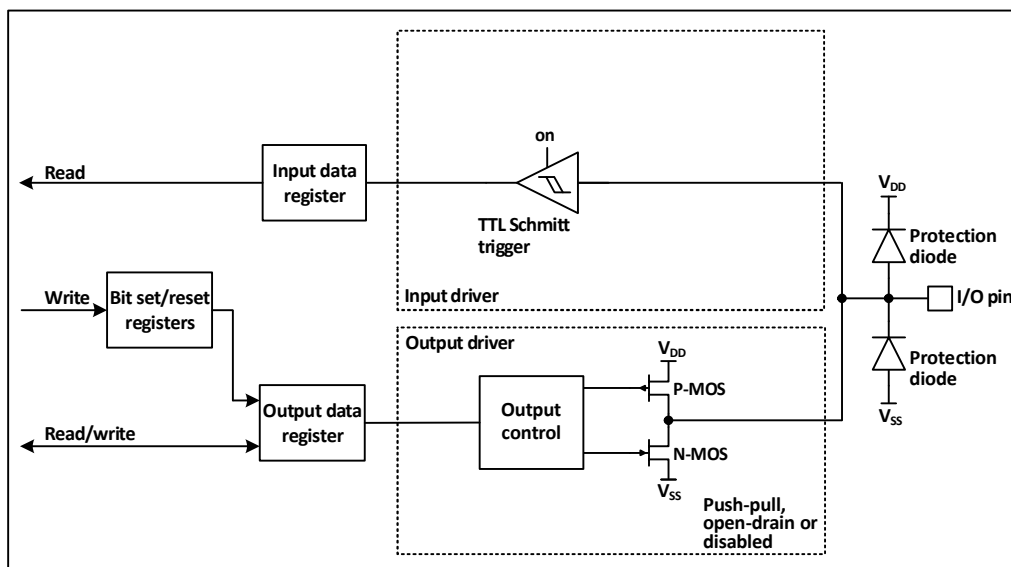 on
Read
Input data
register
TTL Schmitt
trigger
VDD
Protection
diode
Write
Bit set/reset
registers
Input driver
I/O pin
Output driver
VDD
P-MOS
Protection
diode
Output data
register
Output
control
VSS
Read/write
N-MOS
VSS
Push-pull,
open-drain or
disabled